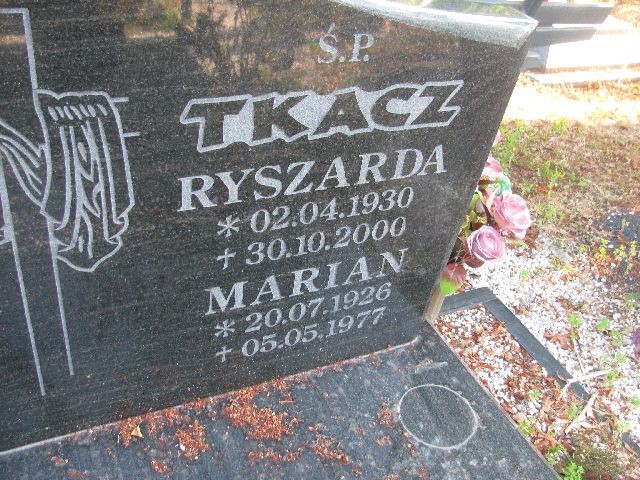 Ś.P.
TKACZ
RYSZARDA
* 02.04.1930
+ 30.10.2000
MARIAN
* 20.07.1926
+ 05.05.1977